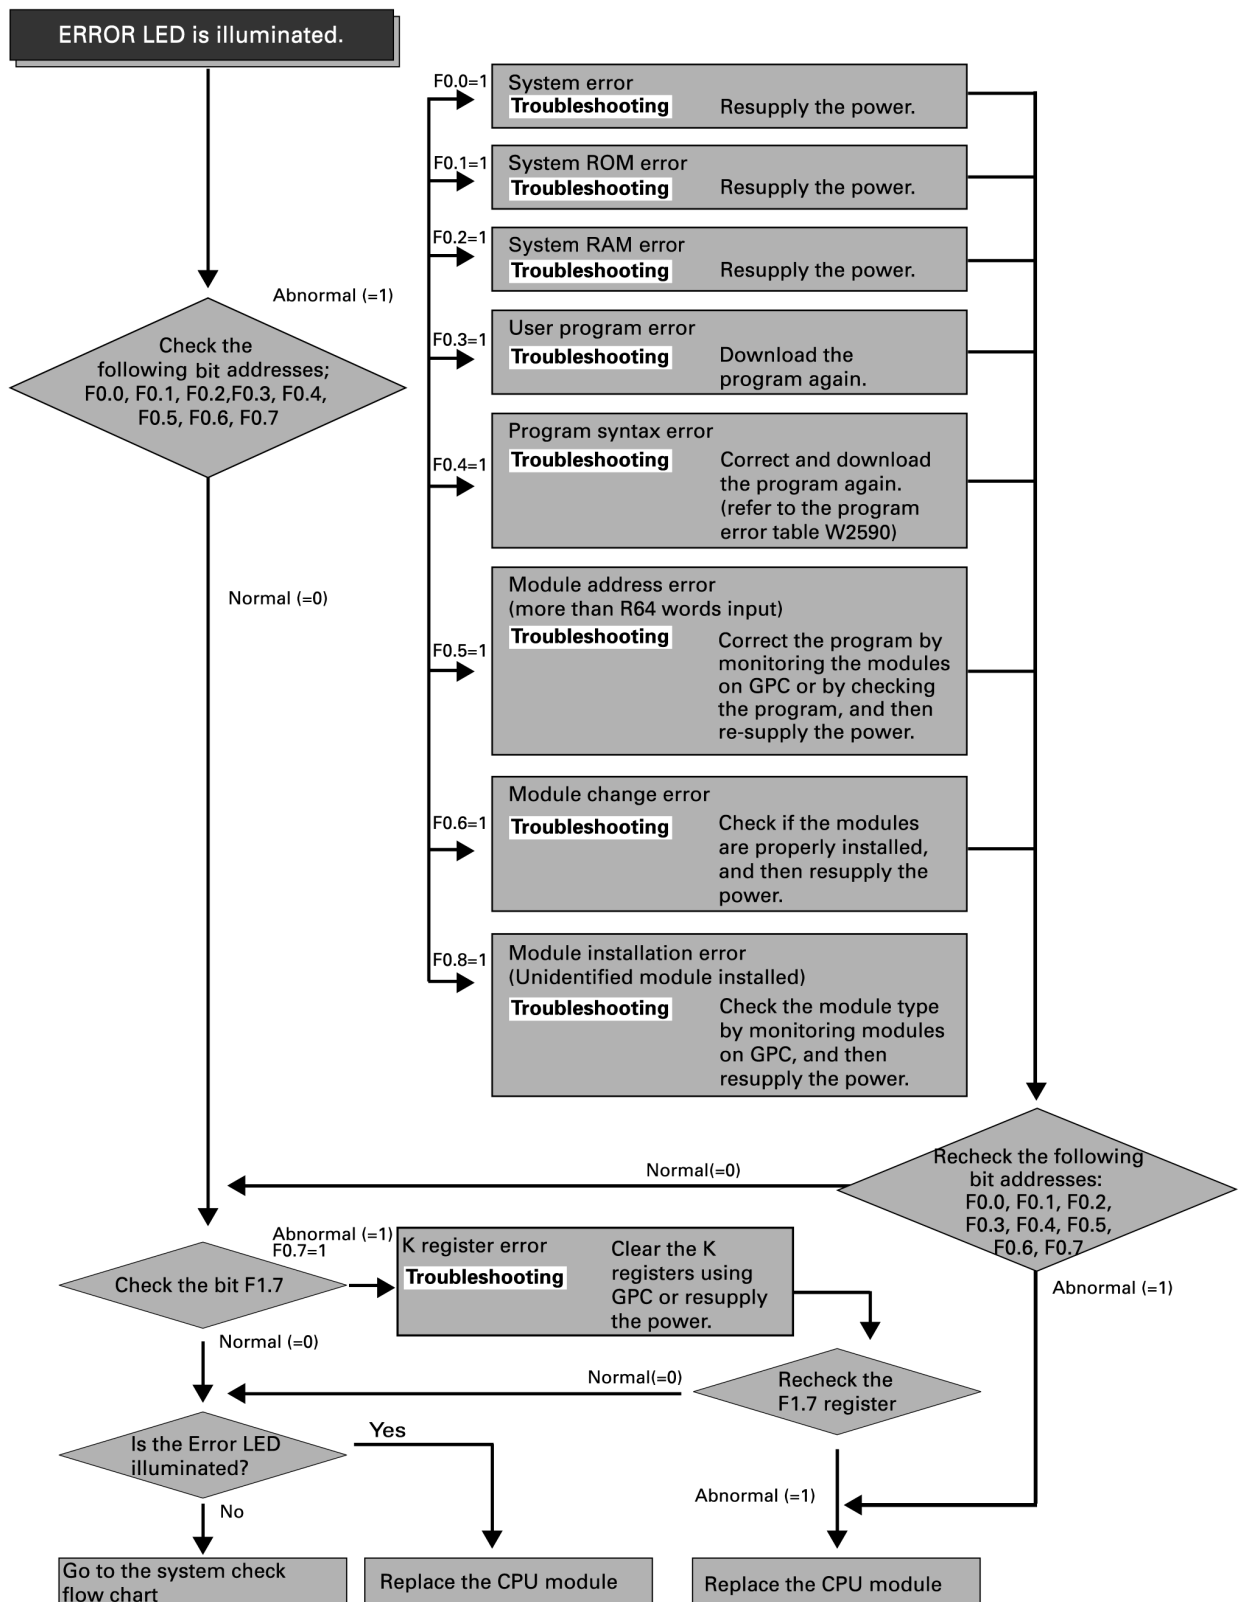 ERROR LED is illuminated.
F0.0=1
System error
Troubleshooting Resupply the power.
F0.1=1
System ROM error
Troubleshooting Resupply the power.
F0.2=1
System RAM error
Troubleshooting Resupply the power.
Abnormal (=1)
Check the
following bit addresses;
F0.0, F0.1, F0.2,F0.3, F0.4,
F0.5, F0.6, F0.7
F0.3=1
User program error
Troubleshooting Download the
program again.
F0.4=1
Program syntax error
Troubleshooting Correct and download
the program again.
(refer to the program
error table W2590)
Normal (=0)
F0.5=1
Module address error
(more than R64 words input)
Troubleshooting Correct the program by
monitoring the modules
on GPC or by checking
the program, and then
re-supply the power.
F0.6=1
Module change error
Troubleshooting Check if the modules
are properly installed,
and then resupply the
power.
F0.8=1
Module installation error
(Unidentified module installed)
Troubleshooting Check the module type
by monitoring modules
on GPC, and then
resupply the power.
Recheck the following
bit addresses:
F0.0, F0.1, F0.2,
F0.3, F0.4, F0.5,
F0.6, F0.7
Normal(=0)
Abnormal (=1)
Check the bit F1.7
Abnormal (=1)
F0.7=1
K register error
Troubleshooting
Clear the K
registers using
GPC or resupply
the power.
Normal (=0)
Recheck the
F1.7 register
Normal(=0)
Is the Error LED
illuminated?
Yes
Abnormal (=1)
No
Go to the system check
flow chart
Replace the CPU module
Replace the CPU module